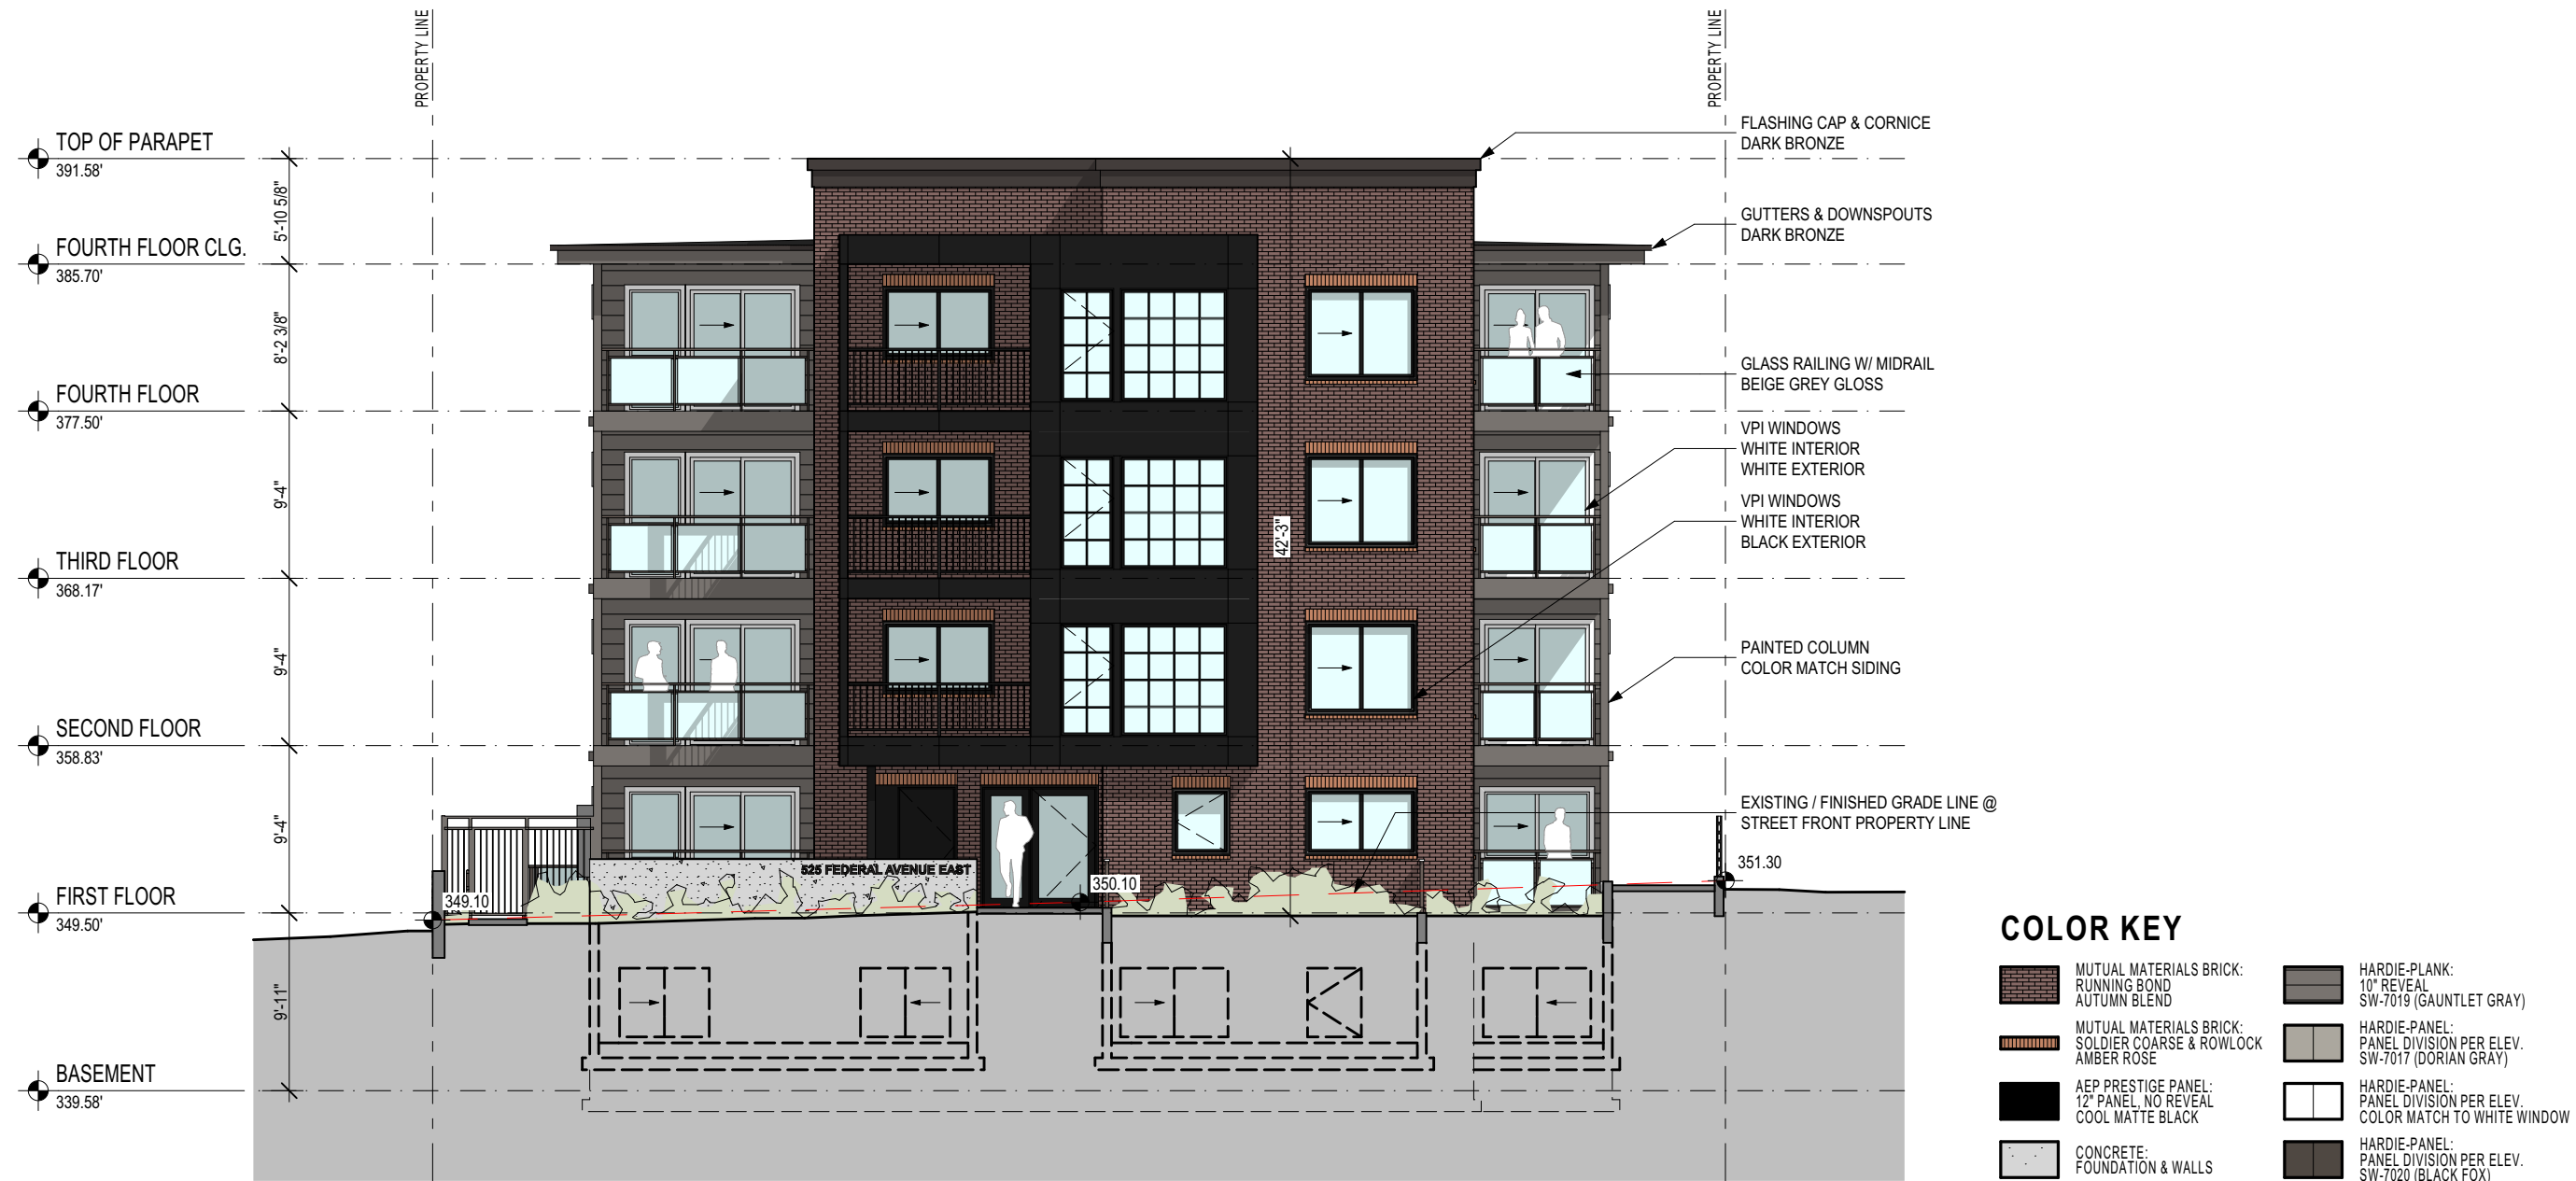 PROPERTY LINE
PROPERTY LINE
TOP OF PARAPET
391.58'
5'-10 5/8"
FOURTH FLOOR CLG.
385.70'
8'-2 3/8"
FOURTH FLOOR
377.50'
9'-4"
THIRD FLOOR
368.17'
9'-4"
SECOND FLOOR
358.83'
9'-4"
FIRST FLOOR
349.50'
9'-11"
BASEMENT
339.58'
42'-3"
525 FEDERAL AVENUE EAST
349.10
350.10
351.30
FLASHING CAP & CORNICE
DARK BRONZE
GUTTERS & DOWNSPOUTS
DARK BRONZE
GLASS RAILING W/ MIDRAIL
BEIGE GREY GLOSS
VPI WINDOWS
WHITE INTERIOR
WHITE EXTERIOR
VPI WINDOWS
WHITE INTERIOR
BLACK EXTERIOR
PAINTED COLUMN
COLOR MATCH SIDING
EXISTING / FINISHED GRADE LINE @
STREET FRONT PROPERTY LINE
COLOR KEY
MUTUAL MATERIALS BRICK:
RUNNING BOND
AUTUMN BLEND
MUTUAL MATERIALS BRICK:
SOLDIER COARSE & ROWLOCK
AMBER ROSE
AEP PRESTIGE PANEL:
12" PANEL, NO REVEAL
COOL MATTE BLACK
CONCRETE:
FOUNDATION & WALLS
HARDIE-PLANK:
10" REVEAL
SW-7019 (GAUNTLET GRAY)
HARDIE-PANEL:
PANEL DIVISION PER ELEV.
SW-7017 (DORIAN GRAY)
HARDIE-PANEL:
PANEL DIVISION PER ELEV.
COLOR MATCH TO WHITE WINDOW
HARDIE-PANEL:
PANEL DIVISION PER ELEV.
SW-7020 (BLACK FOX)